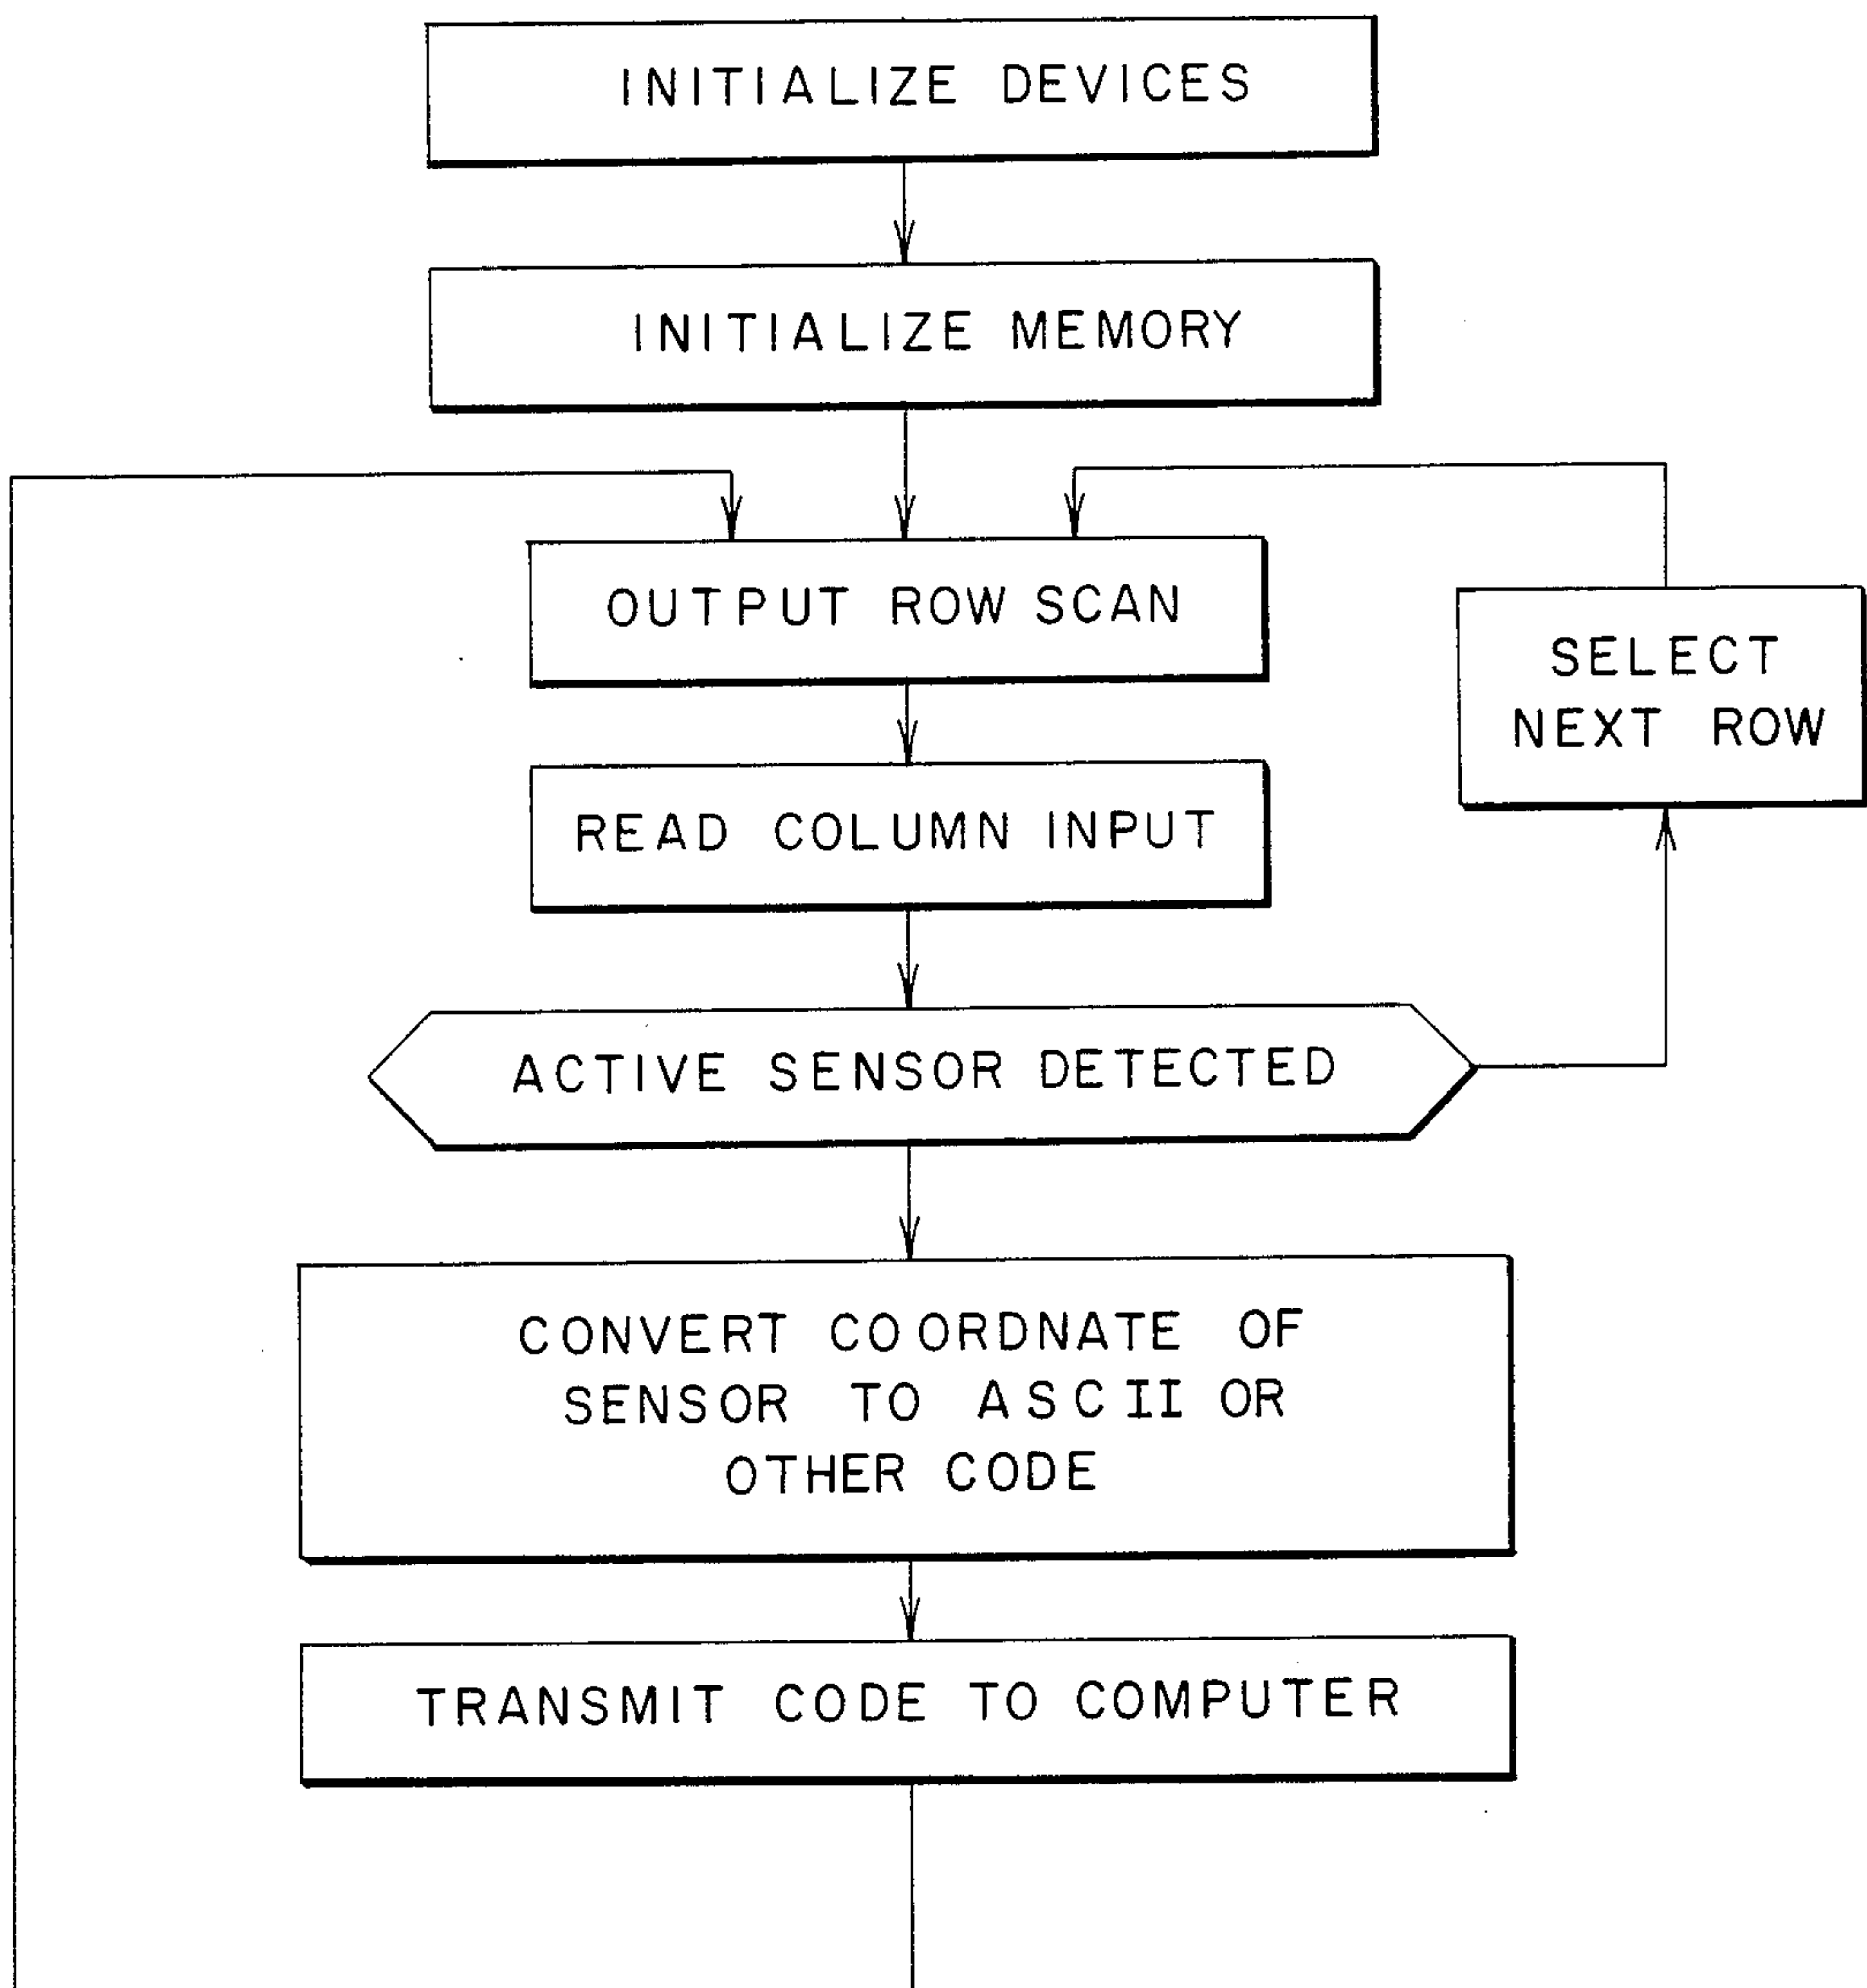 INITIALIZE DEVICES
INITIALIZE MEMORY
OUTPUT ROW SCAN
SELECT
NEXT ROW
READ COLUMN INPUT
ACTIVE SENSOR DETECTED
CONVERT COORDNATE OF
SENSOR TO ASCII OR
OTHER CODE
TRANSMIT CODE TO COMPUTER